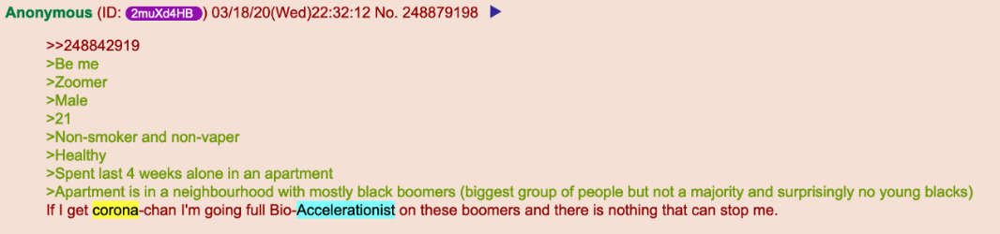 Anonymous (ID: 2muXd4HB ) 03/18/20(Wed)22:32:12 No. 248879198 ▶
>>248842919
>Be me
>Zoomer
>Male
>21
>Non-smoker and non-vaper
>Healthy
>Spent last 4 weeks alone in an apartment
>Apartment is in a neighbourhood with mostly black boomers (biggest group of people but not a majority and surprisingly no young blacks)
If I get corona-chan I'm going full Bio-Accelerationist on these boomers and there is nothing that can stop me.